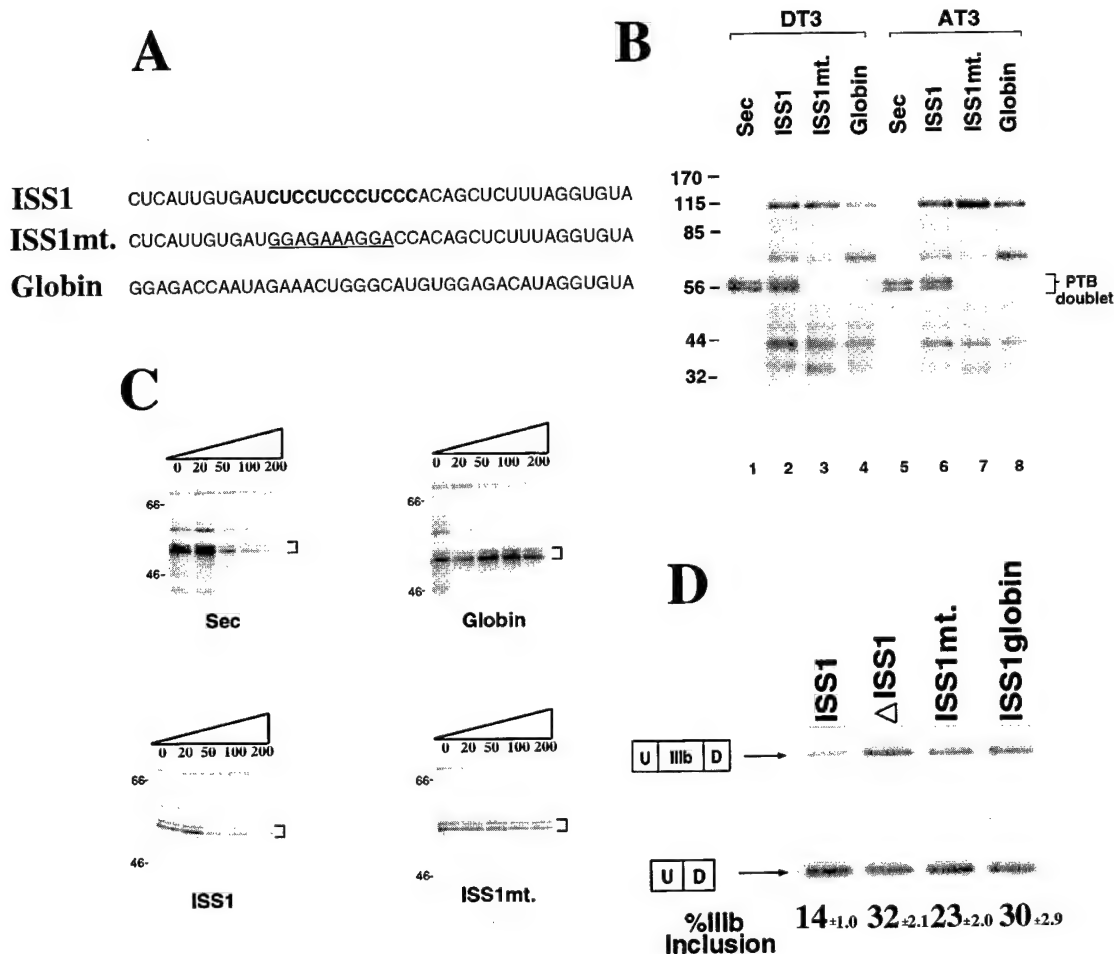 A
ISS1 CUCAUUGUGAUCUCCUCCCUCCCACAGCUCUUUAGGUGUA
ISS1mt. CUCAUUGUGAUGGAGAAAGGACCACAGCUCUUUAGGUGUA
Globin GGAGACCAAUAGAAACUGGGCAUGUGGAGACAUAGGUGUA
B
DT3 AT3
Sec ISS1 ISS1mt. Globin Sec ISS1 ISS1mt. Globin
170 –
115 –
85 –
56 –
44 –
32 –
PTB
doublet
1 2 3 4 5 6 7 8
C
0 20 50 100 200
66-
46-
Sec
0 20 50 100 200
66-
46-
Globin
0 20 50 100 200
66-
46-
ISS1
0 20 50 100 200
66-
46-
ISS1mt.
D
ISS1 △ISS1 ISS1mt. ISS1globin
U IIIb D
U D
%IIIb
Inclusion
14±1.0 32±2.1 23±2.0 30±2.9